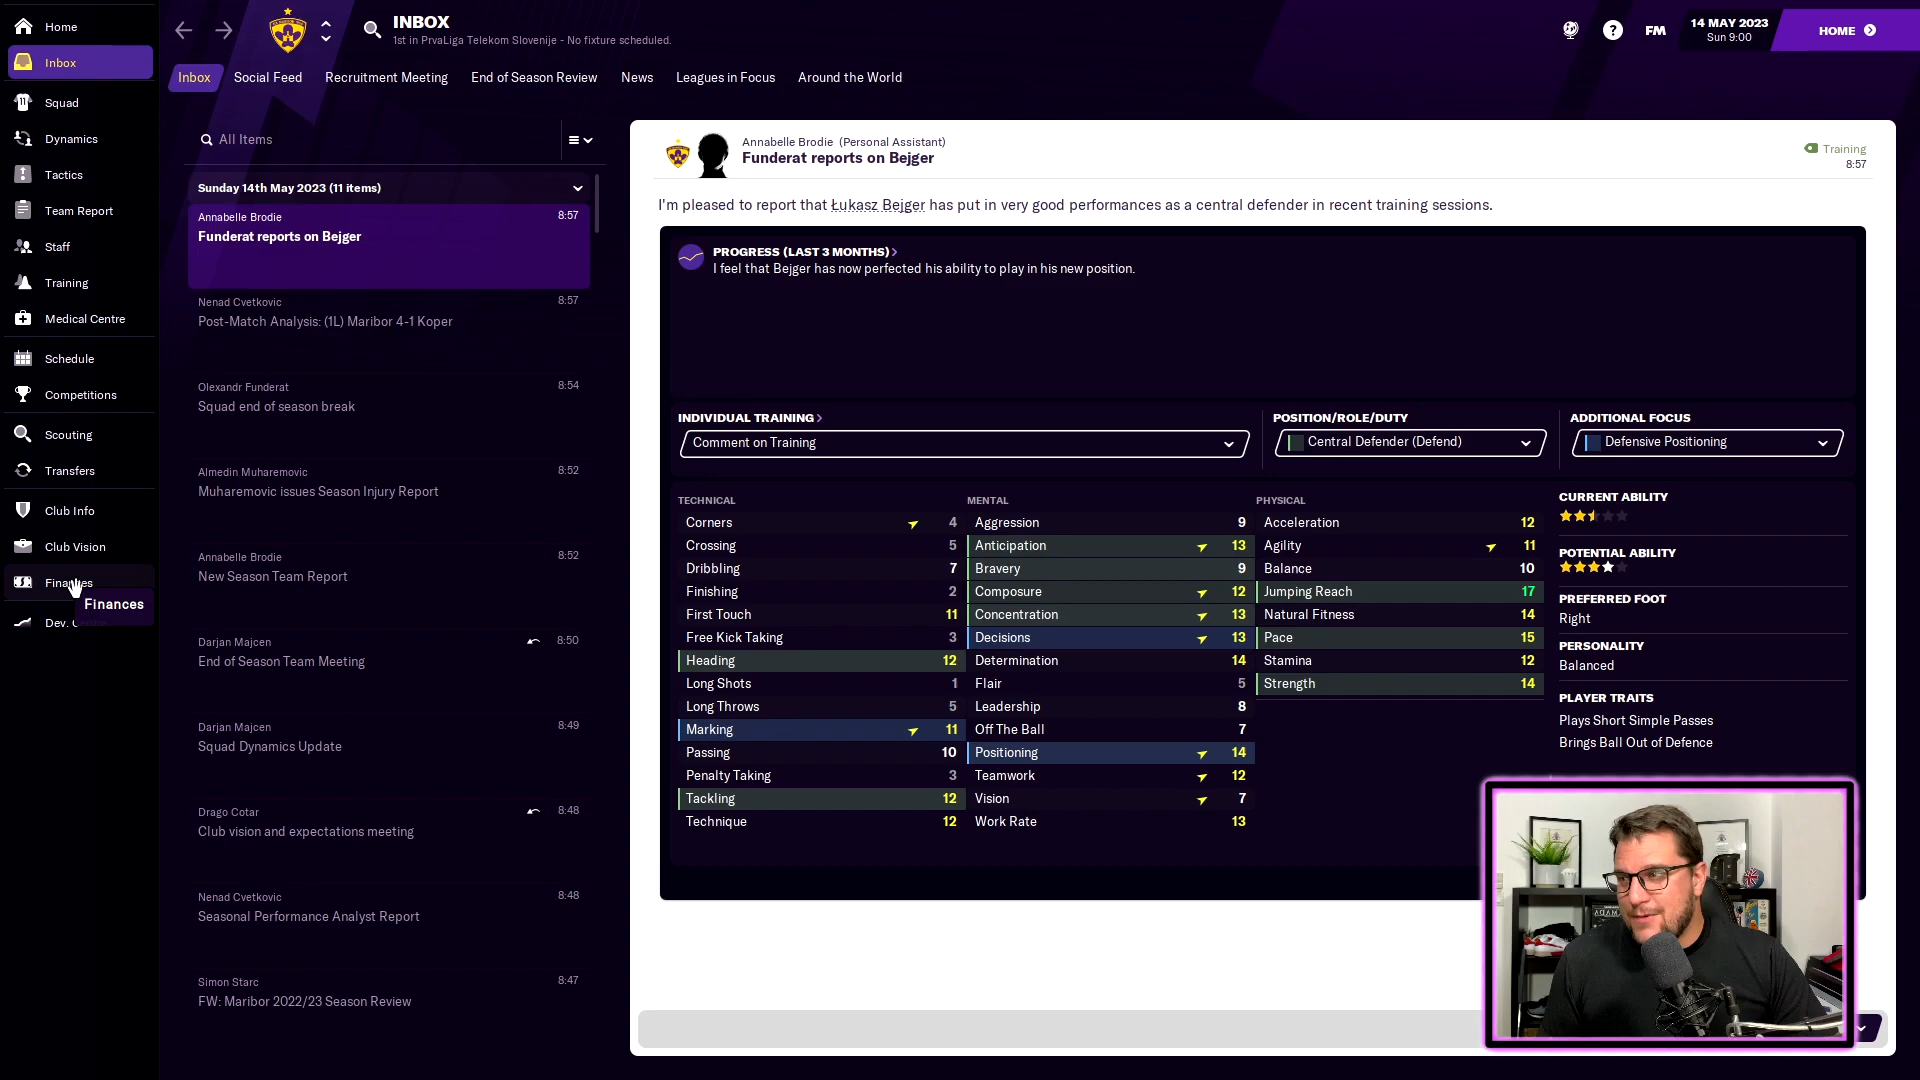 Home
Inbox
Squad
Dynamics
Tactics
Team Report
Staff
Training
Medical Centre
Schedule
Competitions
Scouting
Transfers
Club Info
Club Vision
Finances
Finances
INBOX
1st in PrvaLiga Telekom Slovenije - No fixture scheduled.
FM
14 MAY 2023
Sun 9:00
HOME
Inbox Social Feed Recruitment Meeting End of Season Review News Leagues in Focus Around the World
All Items
Sunday 14th May 2023 (11 items)
Annabelle Brodie 8:57
Funderat reports on Bejger
Nenad Cvetkovic 8:57
Post-Match Analysis: (1L) Maribor 4-1 Koper
Olexandr Funderat 8:54
Squad end of season break
Almedin Muharemovic 8:52
Muharemovic issues Season Injury Report
Annabelle Brodie 8:52
New Season Team Report
Darjan Majcen 8:50
End of Season Team Meeting
Darjan Majcen 8:49
Squad Dynamics Update
Drago Cotar 8:48
Club vision and expectations meeting
Nenad Cvetkovic 8:48
Seasonal Performance Analyst Report
Simon Starc 8:47
FW: Maribor 2022/23 Season Review
Annabelle Brodie (Personal Assistant)
Funderat reports on Bejger
Training
8:57
I'm pleased to report that Łukasz Bejger has put in very good performances as a central defender in recent training sessions.
PROGRESS (LAST 3 MONTHS)
I feel that Bejger has now perfected his ability to play in his new position.
INDIVIDUAL TRAINING
Comment on Training
POSITION/ROLE/DUTY
Central Defender (Defend)
ADDITIONAL FOCUS
Defensive Positioning
TECHNICAL
Corners 4
Crossing 5
Dribbling 7
Finishing 2
First Touch 11
Free Kick Taking 3
Heading 12
Long Shots 1
Long Throws 5
Marking 11
Passing 10
Penalty Taking 3
Tackling 12
Technique 12
MENTAL
Aggression 9
Anticipation 13
Bravery 9
Composure 12
Concentration 13
Decisions 13
Determination 14
Flair 5
Leadership 8
Off The Ball 7
Positioning 14
Teamwork 12
Vision 7
Work Rate 13
PHYSICAL
Acceleration 12
Agility 11
Balance 10
Jumping Reach 17
Natural Fitness 14
Pace 15
Stamina 12
Strength 14
CURRENT ABILITY
POTENTIAL ABILITY
PREFERRED FOOT
Right
PERSONALITY
Balanced
PLAYER TRAITS
Plays Short Simple Passes
Brings Ball Out of Defence